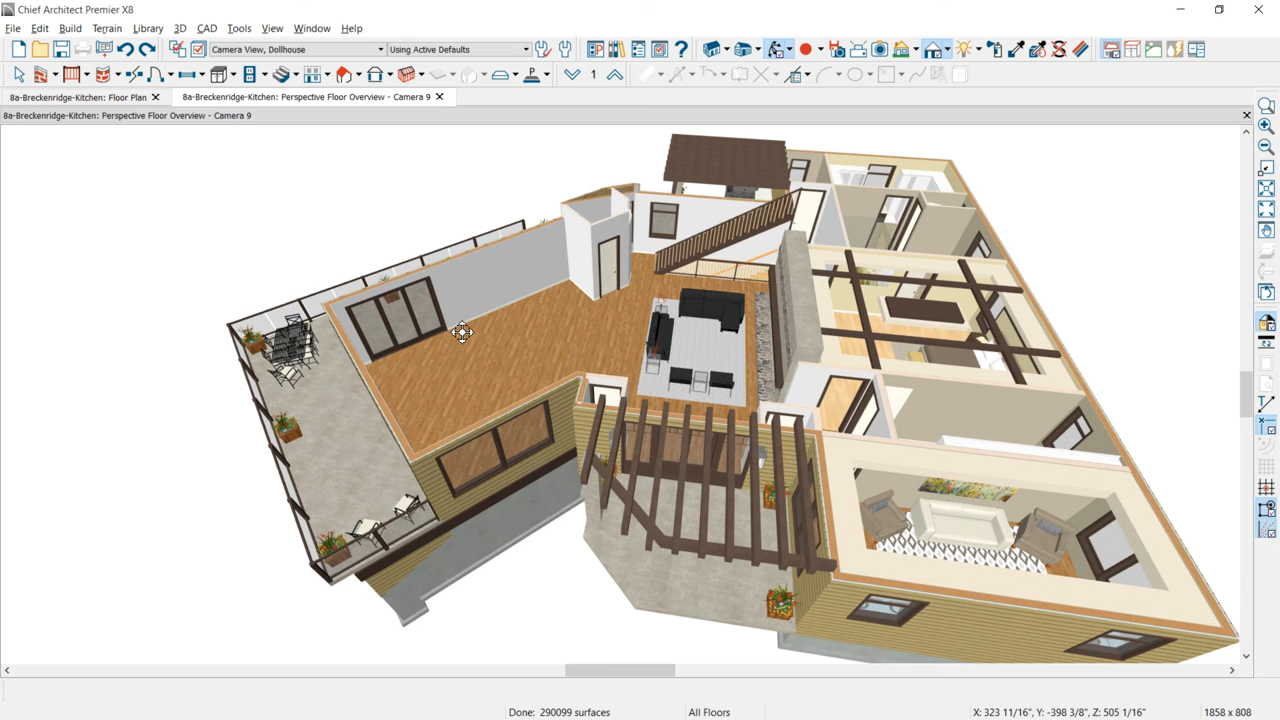 Chief Architect Premier X8
File Edit Build Terrain Library 3D CAD Tools View Window Help
Camera View, Dollhouse Using Active Defaults
1
8a-Breckenridge-Kitchen: Floor Plan 8a-Breckenridge-Kitchen: Perspective Floor Overview - Camera 9
8a-Breckenridge-Kitchen: Perspective Floor Overview - Camera 9
Done: 290099 surfaces All Floors X: 323 11/16", Y: -398 3/8", Z: 505 1/16" 1858 x 808